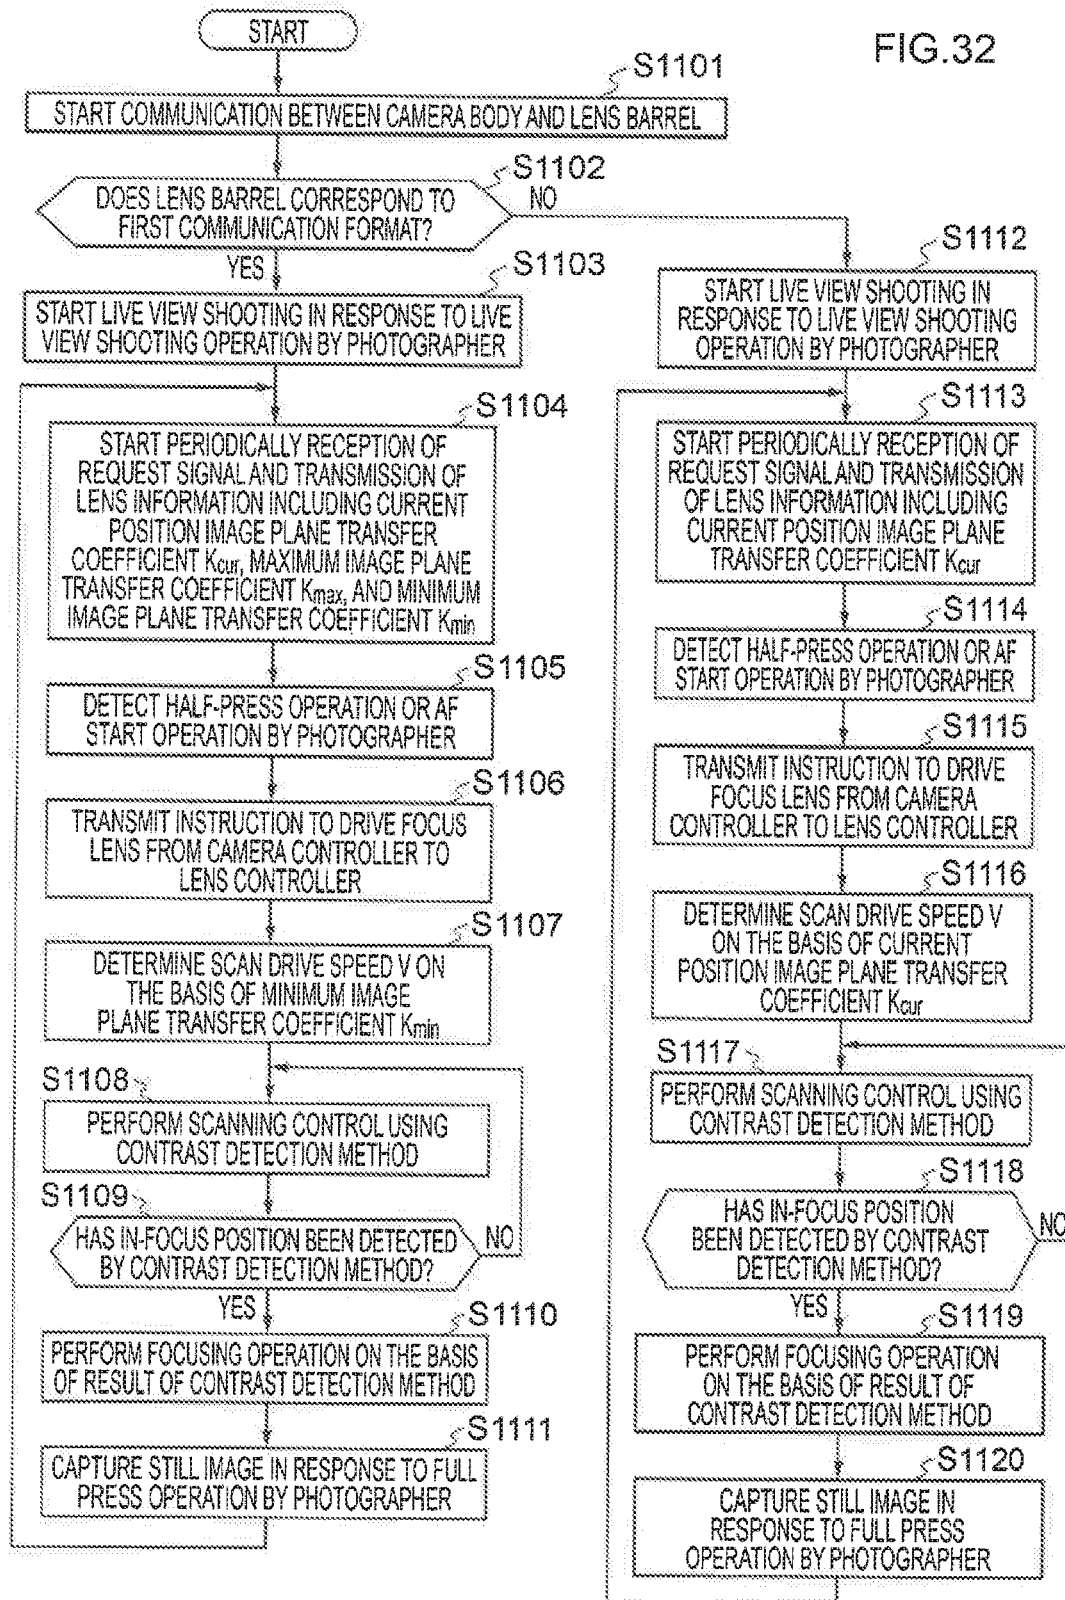 FIG.32
START
S1101
START COMMUNICATION BETWEEN CAMERA BODY AND LENS BARREL
S1102
DOES LENS BARREL CORRESPOND TO
FIRST COMMUNICATION FORMAT?
NO
YES
S1103
START LIVE VIEW SHOOTING IN RESPONSE TO LIVE
VIEW SHOOTING OPERATION BY PHOTOGRAPHER
S1104
START PERIODICALLY RECEPTION OF
REQUEST SIGNAL AND TRANSMISSION OF
LENS INFORMATION INCLUDING CURRENT
POSITION IMAGE PLANE TRANSFER
COEFFICIENT Kcur, MAXIMUM IMAGE PLANE
TRANSFER COEFFICIENT Kmax, AND MINIMUM
IMAGE PLANE TRANSFER COEFFICIENT Kmin
S1105
DETECT HALF-PRESS OPERATION OR AF
START OPERATION BY PHOTOGRAPHER
S1106
TRANSMIT INSTRUCTION TO DRIVE FOCUS
LENS FROM CAMERA CONTROLLER TO
LENS CONTROLLER
S1107
DETERMINE SCAN DRIVE SPEED V ON
THE BASIS OF MINIMUM IMAGE
PLANE TRANSFER COEFFICIENT Kmin
S1108
PERFORM SCANNING CONTROL USING
CONTRAST DETECTION METHOD
S1109
HAS IN-FOCUS POSITION BEEN DETECTED
BY CONTRAST DETECTION METHOD?
NO
YES
S1110
PERFORM FOCUSING OPERATION ON THE BASIS
OF RESULT OF CONTRAST DETECTION METHOD
S1111
CAPTURE STILL IMAGE IN RESPONSE TO FULL
PRESS OPERATION BY PHOTOGRAPHER
S1112
START LIVE VIEW SHOOTING IN
RESPONSE TO LIVE VIEW SHOOTING
OPERATION BY PHOTOGRAPHER
S1113
START PERIODICALLY RECEPTION OF
REQUEST SIGNAL AND TRANSMISSION
OF LENS INFORMATION INCLUDING
CURRENT POSITION IMAGE PLANE
TRANSFER COEFFICIENT Kcur
S1114
DETECT HALF-PRESS OPERATION OR AF
START OPERATION BY PHOTOGRAPHER
S1115
TRANSMIT INSTRUCTION TO DRIVE
FOCUS LENS FROM CAMERA
CONTROLLER TO LENS CONTROLLER
S1116
DETERMINE SCAN DRIVE SPEED V
ON THE BASIS OF CURRENT
POSITION IMAGE PLANE TRANSFER
COEFFICIENT Kcur
S1117
PERFORM SCANNING CONTROL USING
CONTRAST DETECTION METHOD
S1118
HAS IN-FOCUS POSITION
BEEN DETECTED BY CONTRAST
DETECTION METHOD?
NO
YES
S1119
PERFORM FOCUSING OPERATION
ON THE BASIS OF RESULT OF
CONTRAST DETECTION METHOD
S1120
CAPTURE STILL IMAGE IN
RESPONSE TO FULL PRESS
OPERATION BY PHOTOGRAPHER